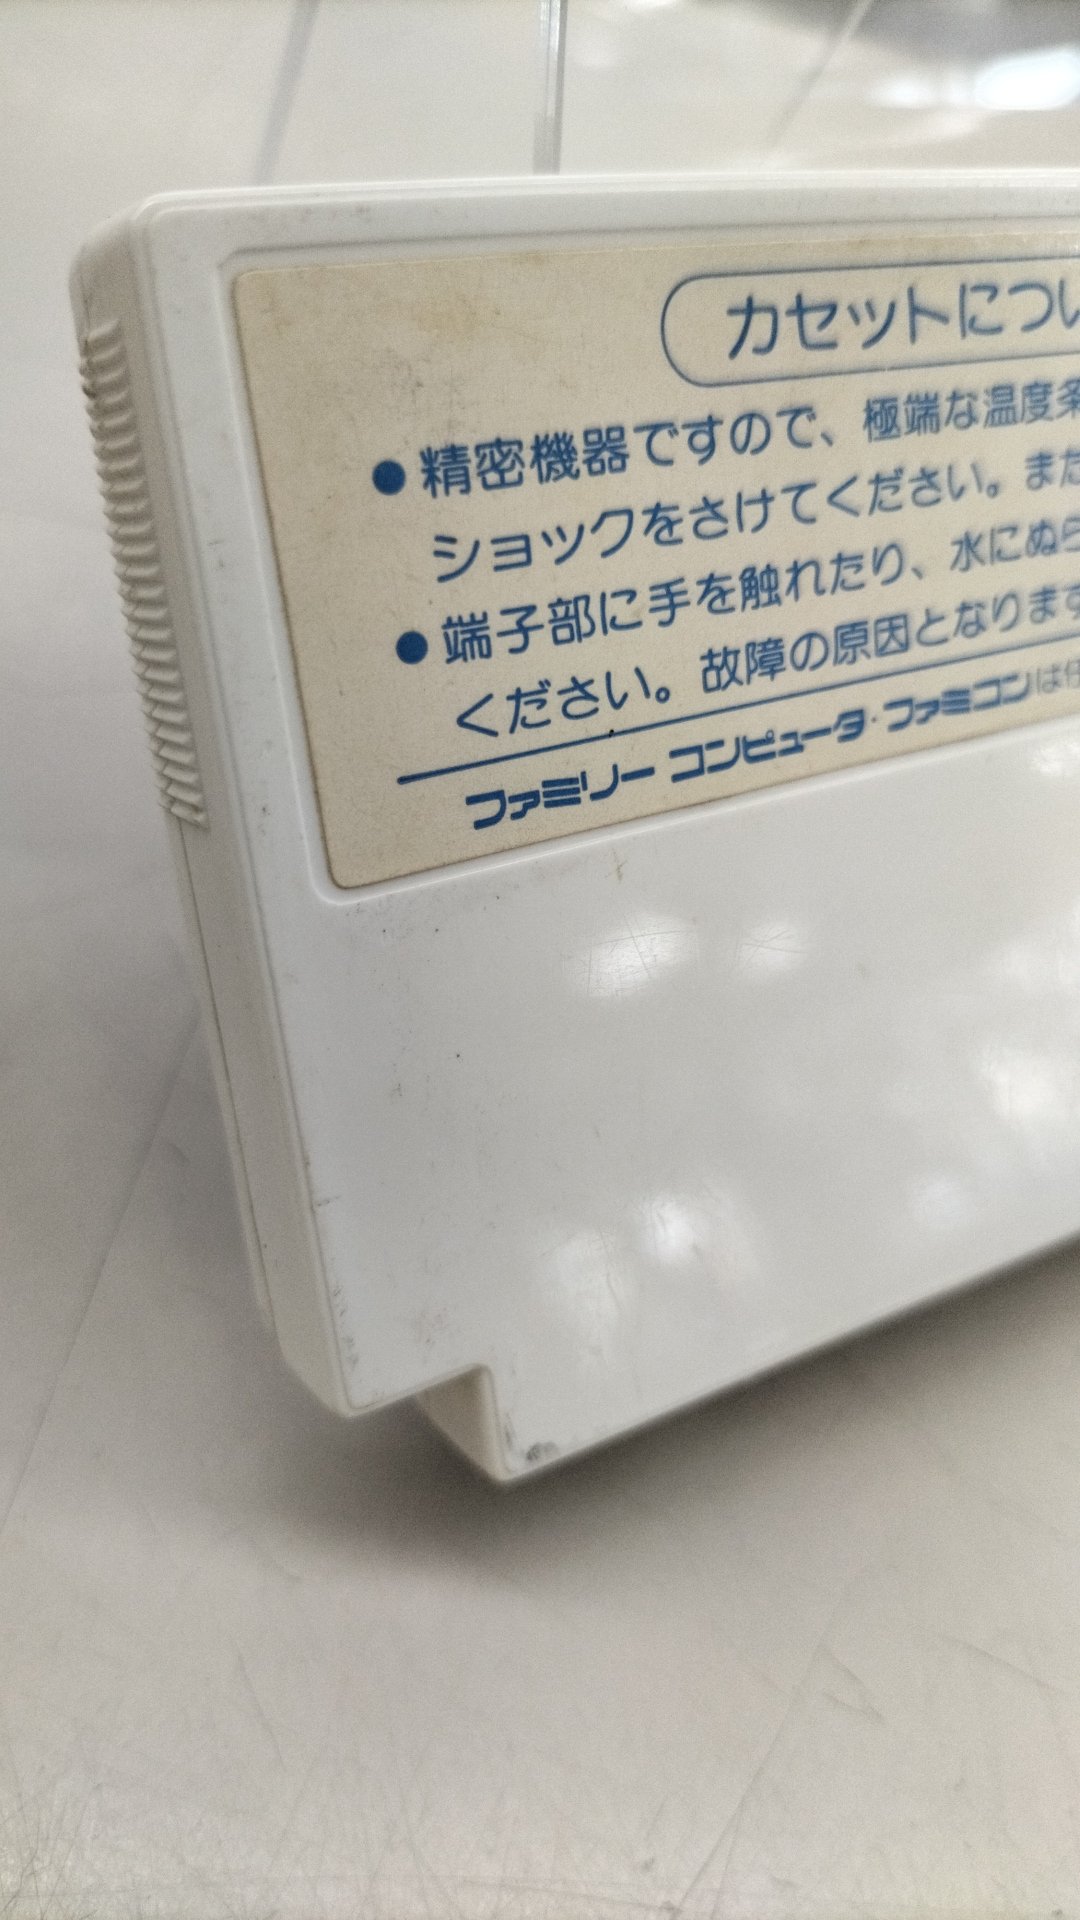 カセットについ
●精密機器ですので、極端な温度条
ショックをさけてください。また
●端子部に手を触れたり、水にぬら
ください。故障の原因となります
ファミリー コンピュータ・ファミコンは任